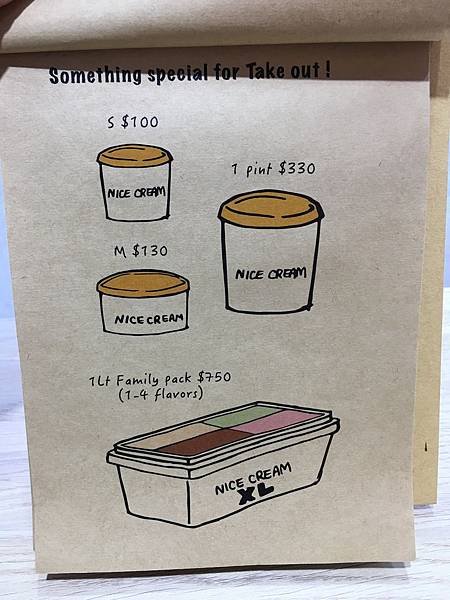 Something special for Take out !
S $100
NICE CREAM
1 pint $330
NICE CREAM
M $130
NICE CREAM
1Lt Family pack $750
(1-4 flavors)
NICE CREAM
XL